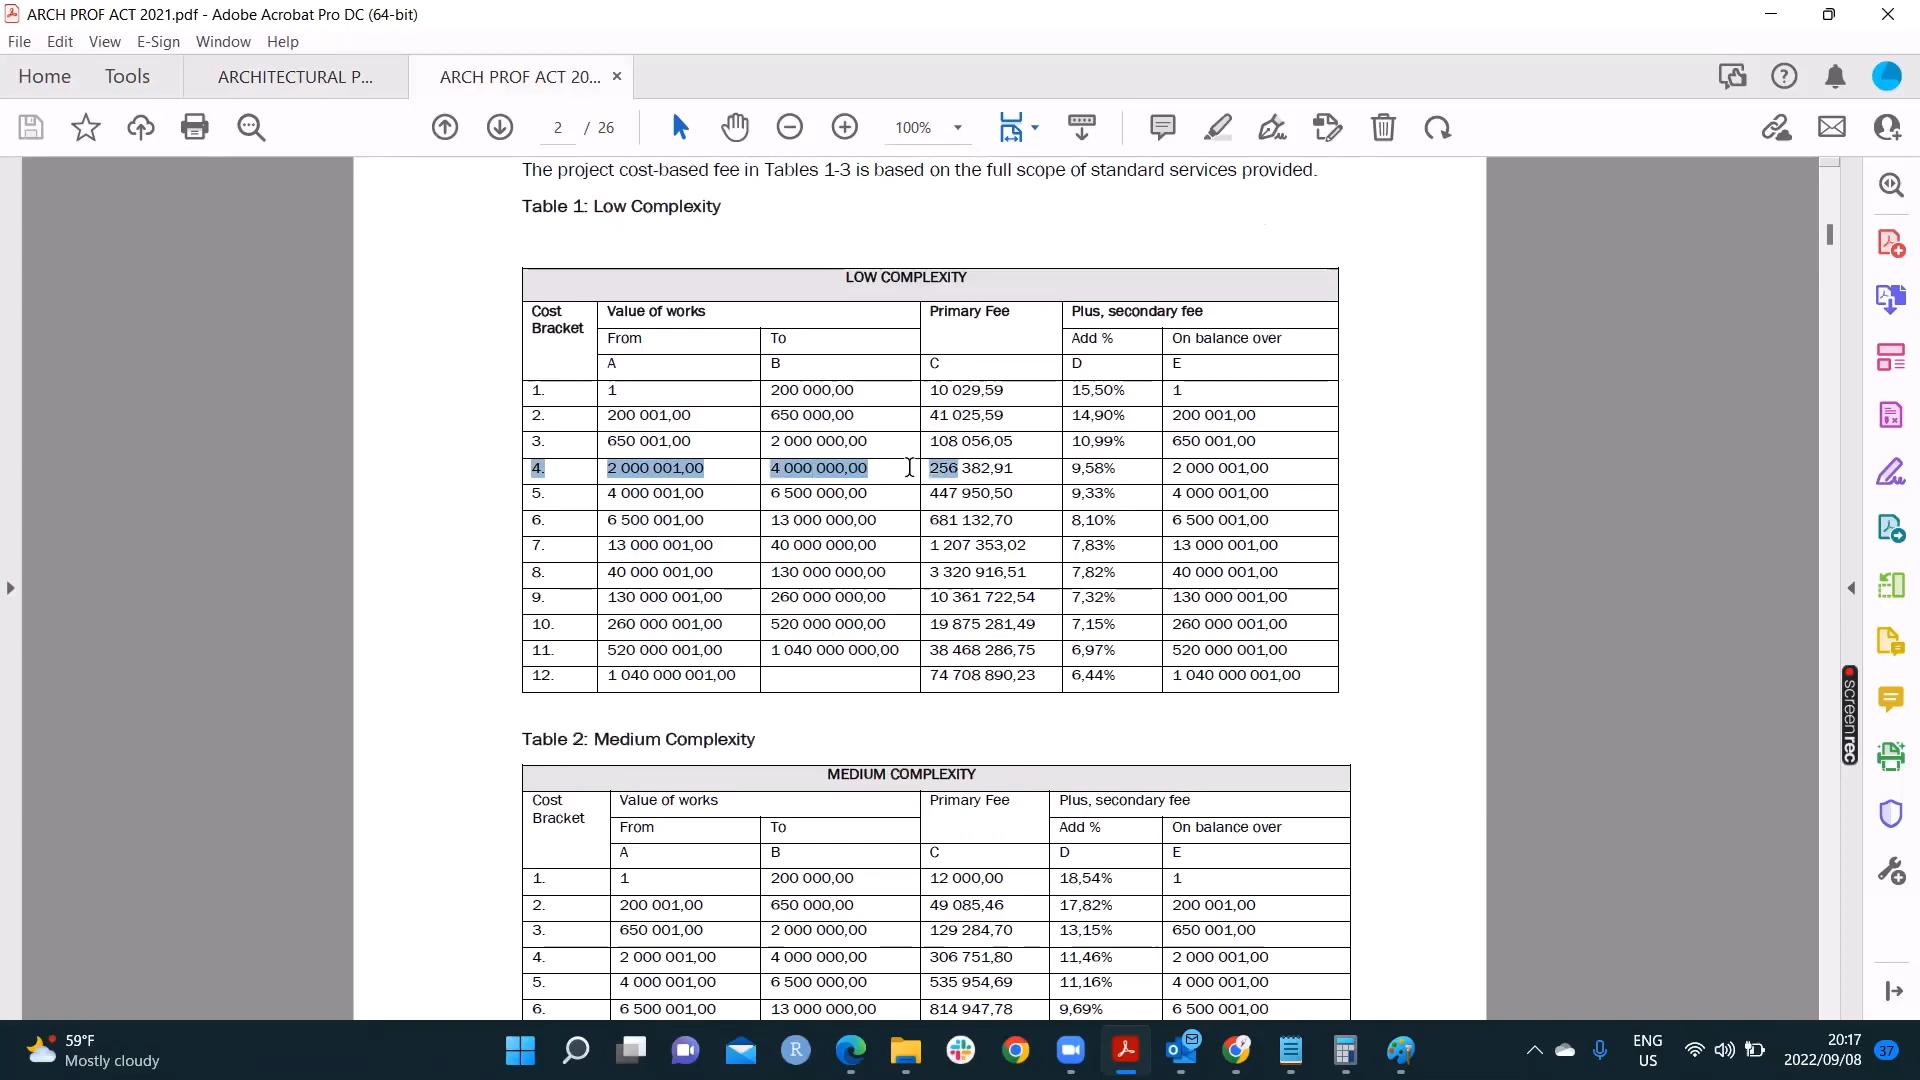 ARCH PROF ACT 2021.pdf - Adobe Acrobat Pro DC (64-bit)
File Edit View E-Sign Window Help
Home Tools ARCHITECTURAL P... ARCH PROF ACT 20... ×
2 / 26 100%
The project cost-based fee in Tables 1-3 is based on the full scope of standard services provided.
Table 1: Low Complexity
LOW COMPLEXITY
Cost Bracket Value of works Primary Fee Plus, secondary fee
From To Add % On balance over
A B C D E
1. 1 200 000,00 10 029,59 15,50% 1
2. 200 001,00 650 000,00 41 025,59 14,90% 200 001,00
3. 650 001,00 2 000 000,00 108 056,05 10,99% 650 001,00
4. 2 000 001,00 4 000 000,00 256 382,91 9,58% 2 000 001,00
5. 4 000 001,00 6 500 000,00 447 950,50 9,33% 4 000 001,00
6. 6 500 001,00 13 000 000,00 681 132,70 8,10% 6 500 001,00
7. 13 000 001,00 40 000 000,00 1 207 353,02 7,83% 13 000 001,00
8. 40 000 001,00 130 000 000,00 3 320 916,51 7,82% 40 000 001,00
9. 130 000 001,00 260 000 000,00 10 361 722,54 7,32% 130 000 001,00
10. 260 000 001,00 520 000 000,00 19 875 281,49 7,15% 260 000 001,00
11. 520 000 001,00 1 040 000 000,00 38 468 286,75 6,97% 520 000 001,00
12. 1 040 000 001,00 74 708 890,23 6,44% 1 040 000 001,00
Table 2: Medium Complexity
MEDIUM COMPLEXITY
Cost Bracket Value of works Primary Fee Plus, secondary fee
From To Add % On balance over
A B C D E
1. 1 200 000,00 12 000,00 18,54% 1
2. 200 001,00 650 000,00 49 085,46 17,82% 200 001,00
3. 650 001,00 2 000 000,00 129 284,70 13,15% 650 001,00
4. 2 000 001,00 4 000 000,00 306 751,80 11,46% 2 000 001,00
5. 4 000 001,00 6 500 000,00 535 954,69 11,16% 4 000 001,00
6. 6 500 001,00 13 000 000,00 814 947,78 9,69% 6 500 001,00
screenrec
59°F
Mostly cloudy
R
ENG
US
20:17
2022/09/08
37